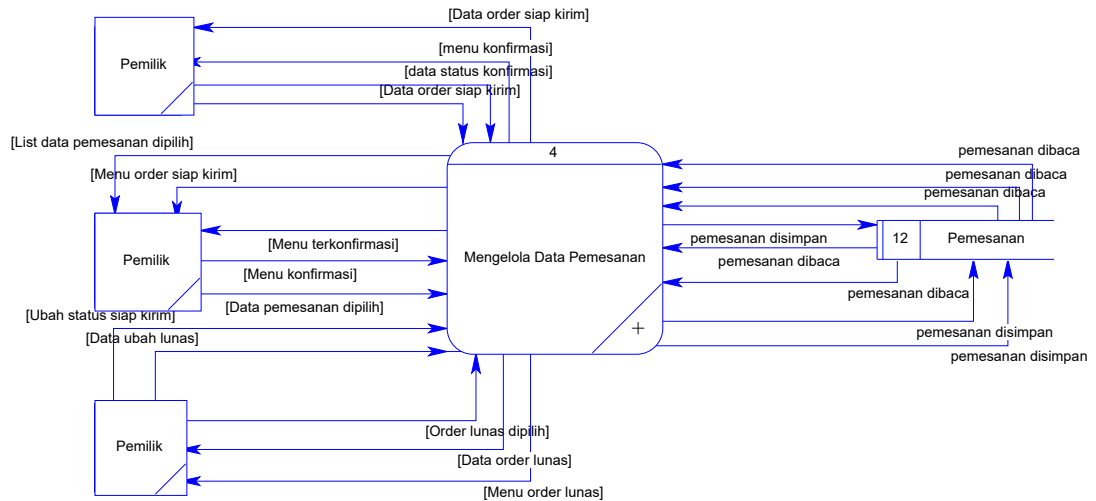 [Data order siap kirim]
Pemilik
[menu konfirmasi]
[data status konfirmasi]
[Data order siap kirim]
[List data pemesanan dipilih]
4
pemesanan dibaca
[Menu order siap kirim]
pemesanan dibaca
pemesanan dibaca
Pemilik
[Menu terkonfirmasi]
Mengelola Data Pemesanan
pemesanan disimpan
12
Pemesanan
[Menu konfirmasi]
pemesanan dibaca
[Data pemesanan dipilih]
pemesanan dibaca
[Ubah status siap kirim]
[Data ubah lunas]
pemesanan disimpan
pemesanan disimpan
Pemilik
[Order lunas dipilih]
[Data order lunas]
[Menu order lunas]